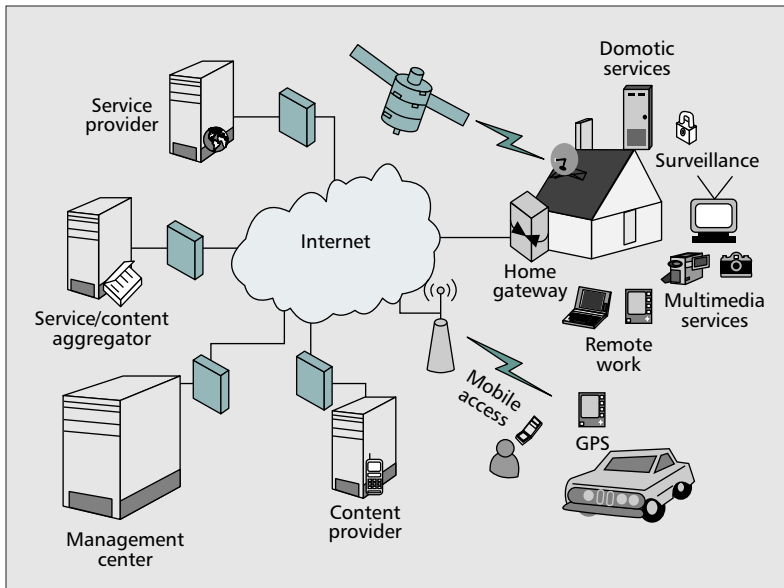 Domotic
services
Service
provider
Surveillance
Internet
Home
gateway
Multimedia
services
Service/content
aggregator
Remote
work
Mobile
access
GPS
Content
provider
Management
center